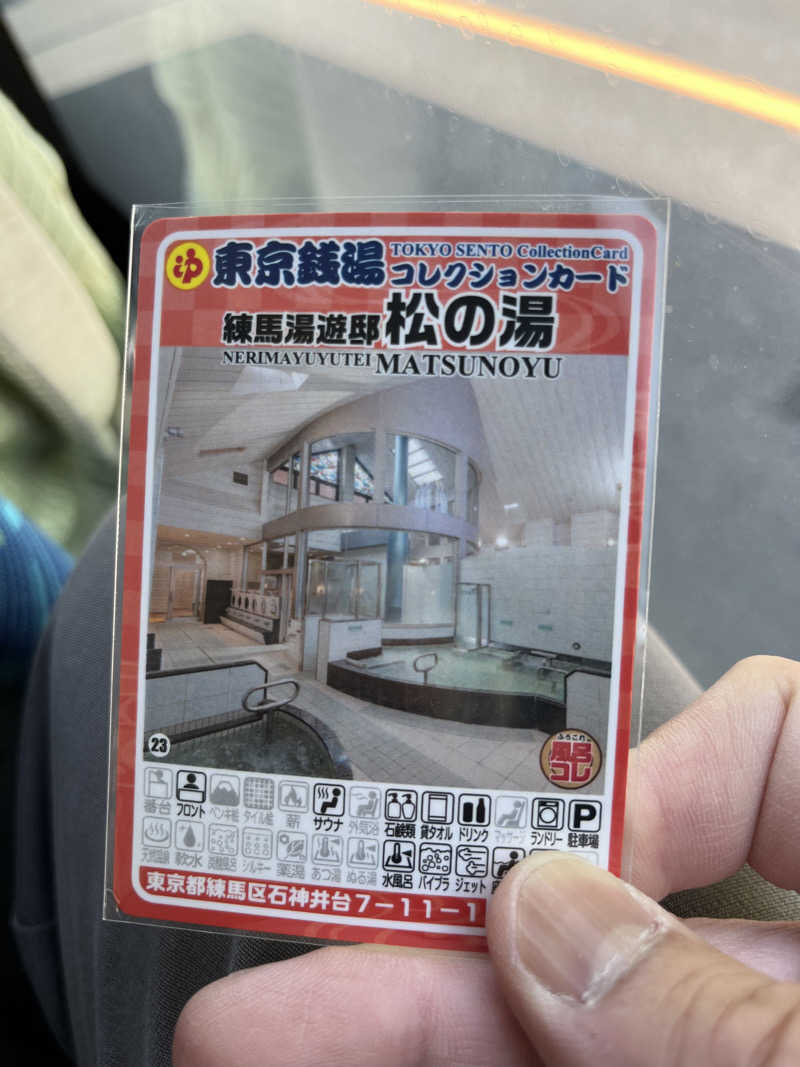 ゆ 東京銭湯 TOKYO SENTO CollectionCard
コレクションカード
練馬湯遊邸 松の湯
NERIMAYUYUTEI MATSUNOYU
23
ふろこれ
風呂コレ
番台 フロント ペンキ絵 タイル絵 薪 サウナ 外気浴 石鹸類 貸タオル ドリンク マッサージ ランドリー P 駐車場
天然温泉 軟水 炭酸風呂 シルキー 薬湯 あつ湯 ぬる湯 水風呂 バイブラ ジェット
東京都練馬区石神井台7-11-1